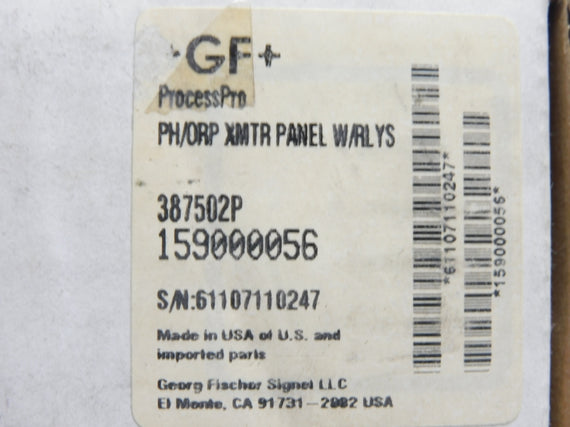 +GF+
ProcessPro
PH/ORP XMTR PANEL W/RLYS
387502P
159000056
S/N:61107110247
Made in USA of U.S. and
imported parts
Georg Fischer Signet LLC
El Monte, CA 91731-2882 USA
*61107110247*
*159000056*